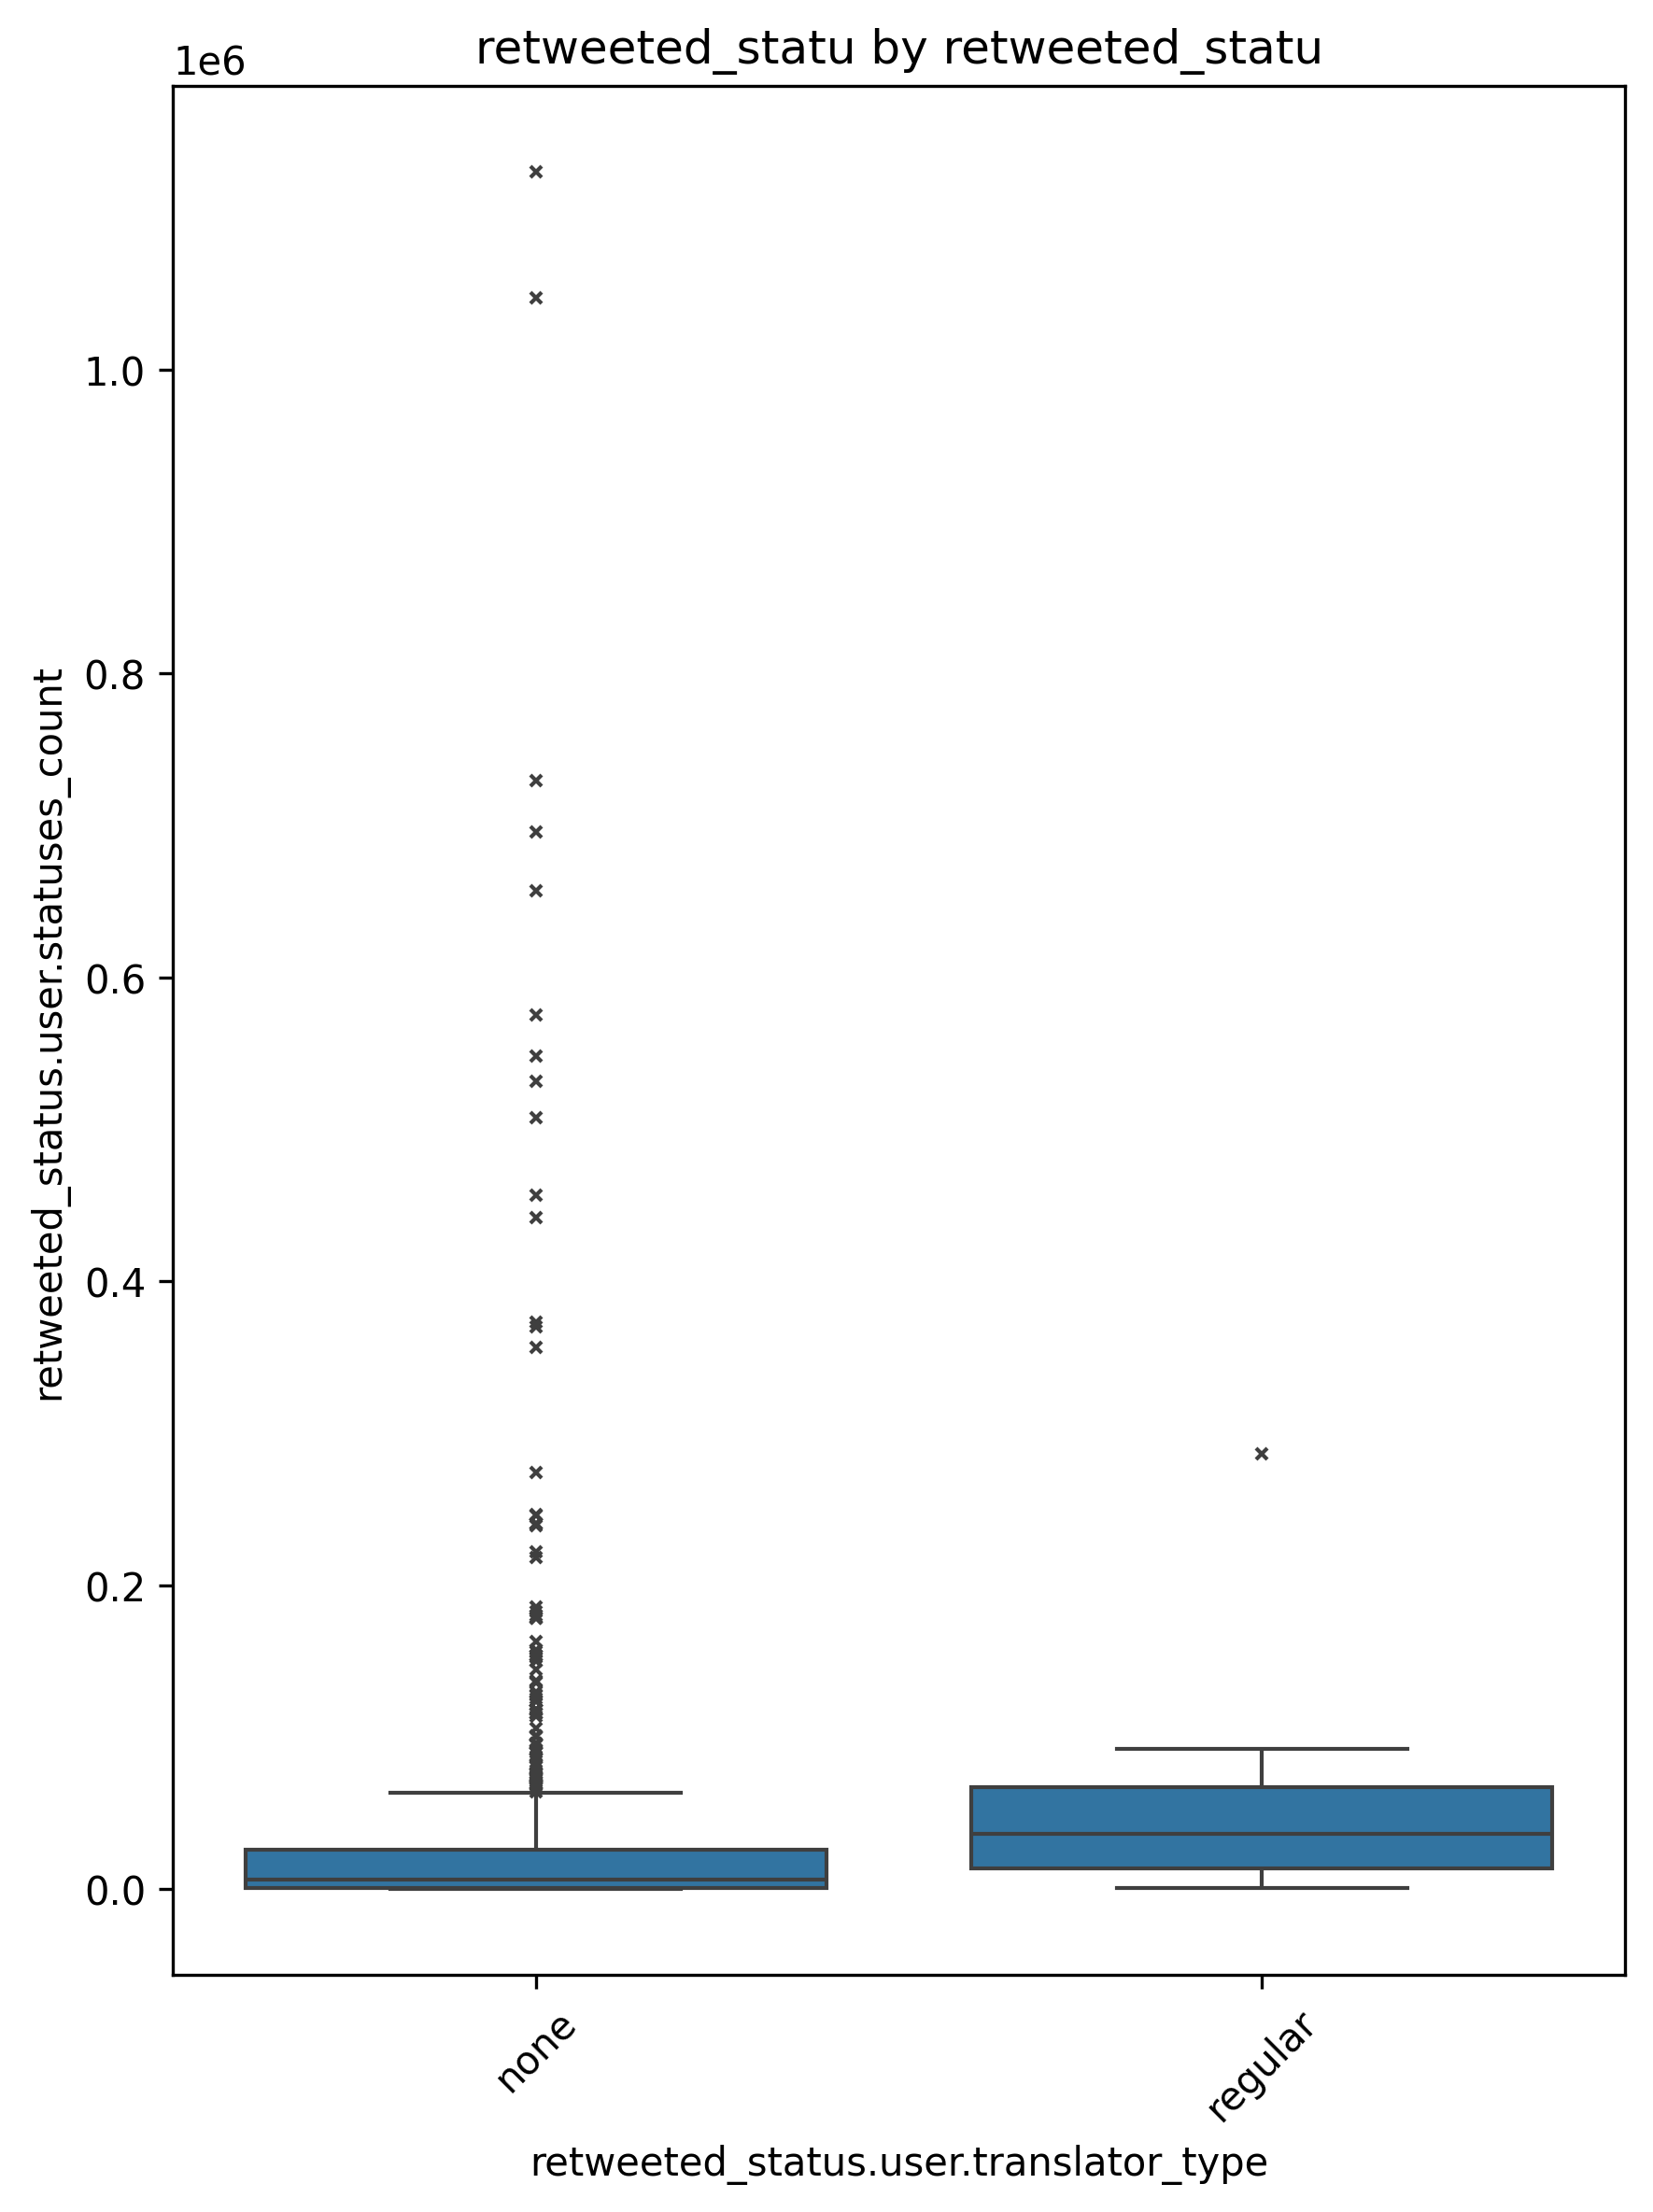 retweeted_statu by retweeted_statu
1e6
1.0
0.8
0.6
0.4
0.2
0.0
retweeted_status.user.statuses_count
none
regular
retweeted_status.user.translator_type